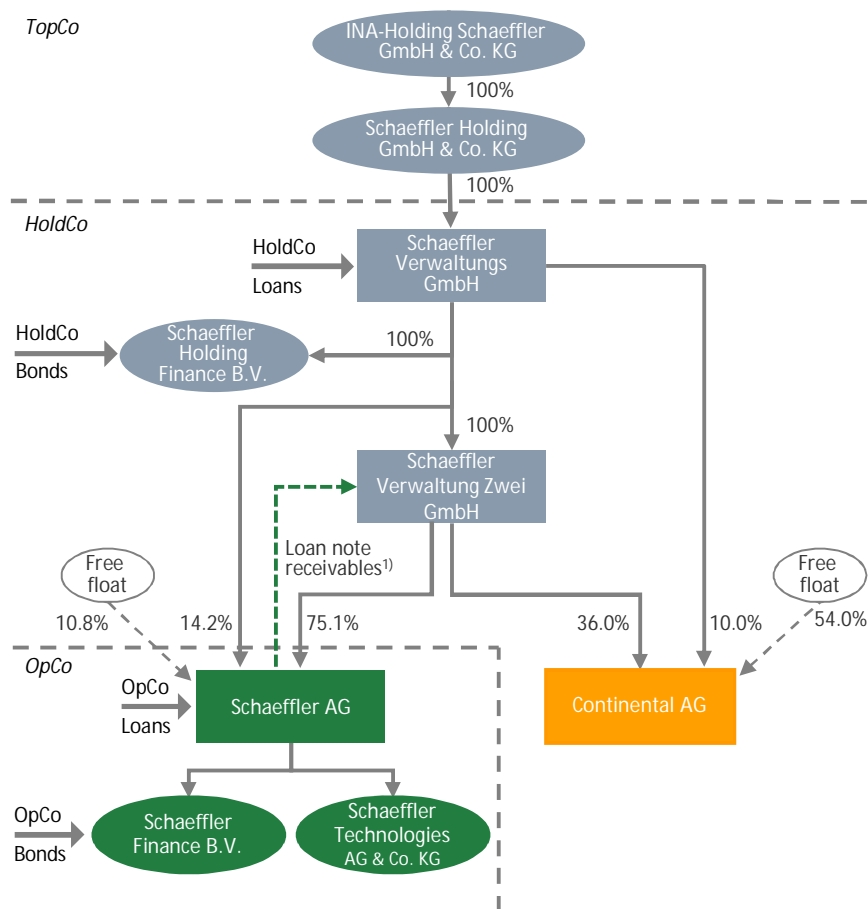 TopCo
INA-Holding Schaeffler
GmbH & Co. KG
100%
Schaeffler Holding
GmbH & Co. KG
100%
HoldCo
HoldCo
Loans
Schaeffler
Verwaltungs
GmbH
HoldCo
Bonds
Schaeffler
Holding
Finance B.V.
100%
100%
Schaeffler
Verwaltung Zwei
GmbH
Loan note
receivables¹⁾
Free
float
Free
float
10.8%
14.2%
75.1%
36.0%
10.0%
54.0%
OpCo
OpCo
Loans
Schaeffler AG
Continental AG
OpCo
Bonds
Schaeffler
Finance B.V.
Schaeffler
Technologies
AG & Co. KG